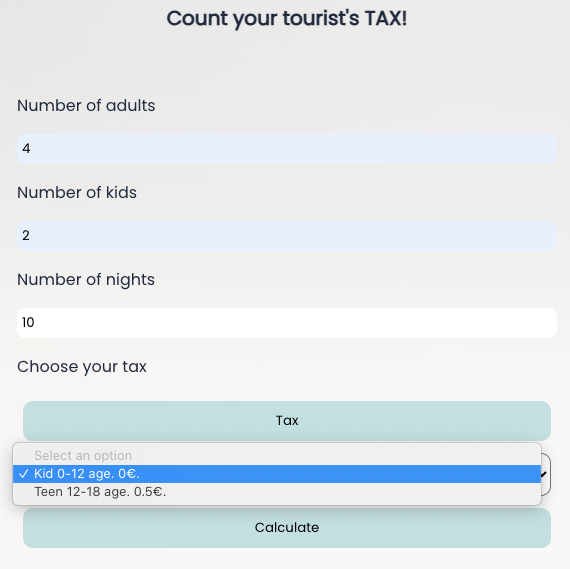 Count your tourist's TAX!
Number of adults
4
Number of kids
2
Number of nights
10
Choose your tax
Tax
Select an option
✓ Kid 0-12 age. 0€.
Teen 12-18 age. 0.5€.
Calculate